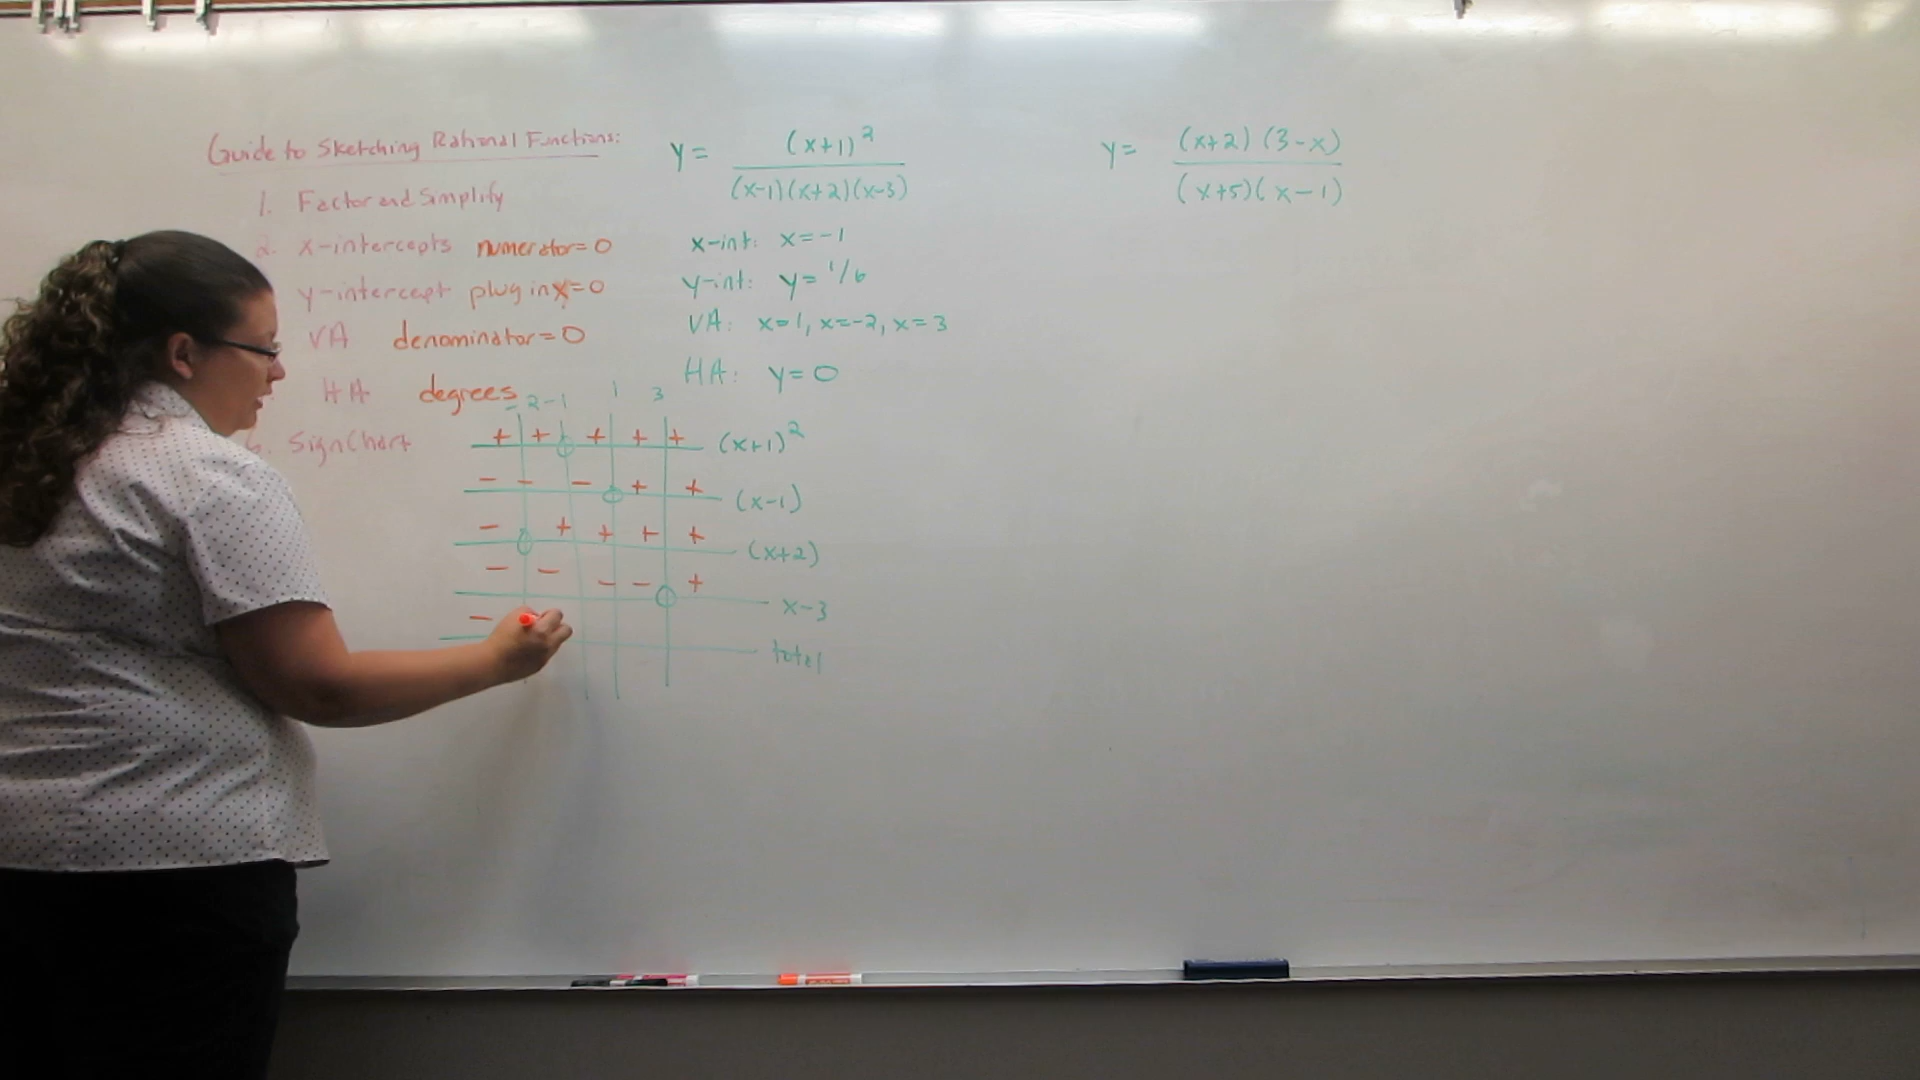 Guide to Sketching Rational Functions:
1. Factor and Simplify
2. x-intercepts numerator=0
y-intercept plug in x=0
VA denominator=0
HA degrees
6. Sign Chart
y= (x+1)²
(x-1)(x+2)(x-3)
x-int: x=-1
y-int: y=1/6
VA: x=1, x=-2, x=3
HA: y=0
-2 -1 1 3
+ + + + + (x+1)²
- - - + + (x-1)
- + + + + (x+2)
- - - - + x-3
- total
y= (x+2)(3-x)
(x+5)(x-1)